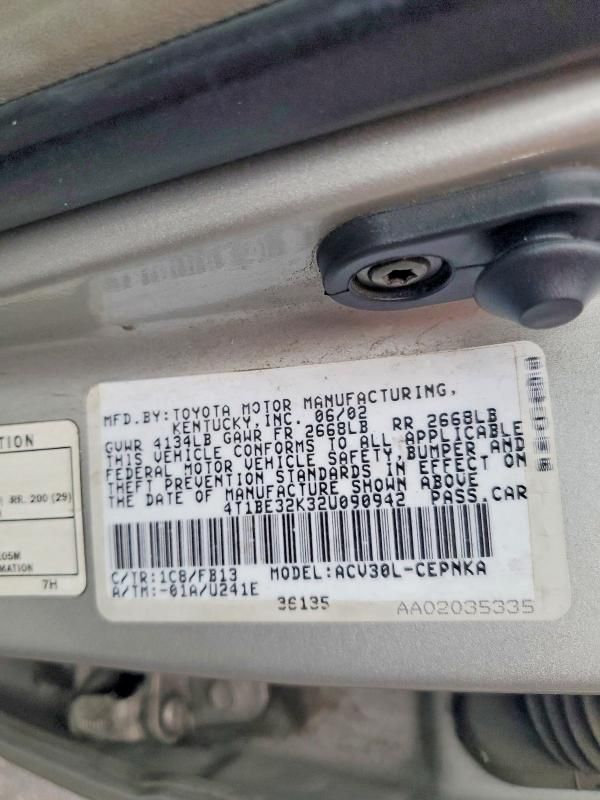 MFD.BY:TOYOTA MOTOR MANUFACTURING,
KENTUCKY,INC. 06/02
GVWR 4134LB GAWR FR 2668LB RR 2668LB
THIS VEHICLE CONFORMS TO ALL APPLICABLE
FEDERAL MOTOR VEHICLE SAFETY,BUMPER AND
THEFT PREVENTION STANDARDS IN EFFECT ON
THE DATE OF MANUFACTURE SHOWN ABOVE
4T1BE32K32U090942 PASS.CAR
C/TR:1C8/FB13 MODEL:ACV30L-CEPNKA
A/TM:-01A/U241E
36135
AA02035335
TION
RR. 200 (29)
E05M
RMATION
7H